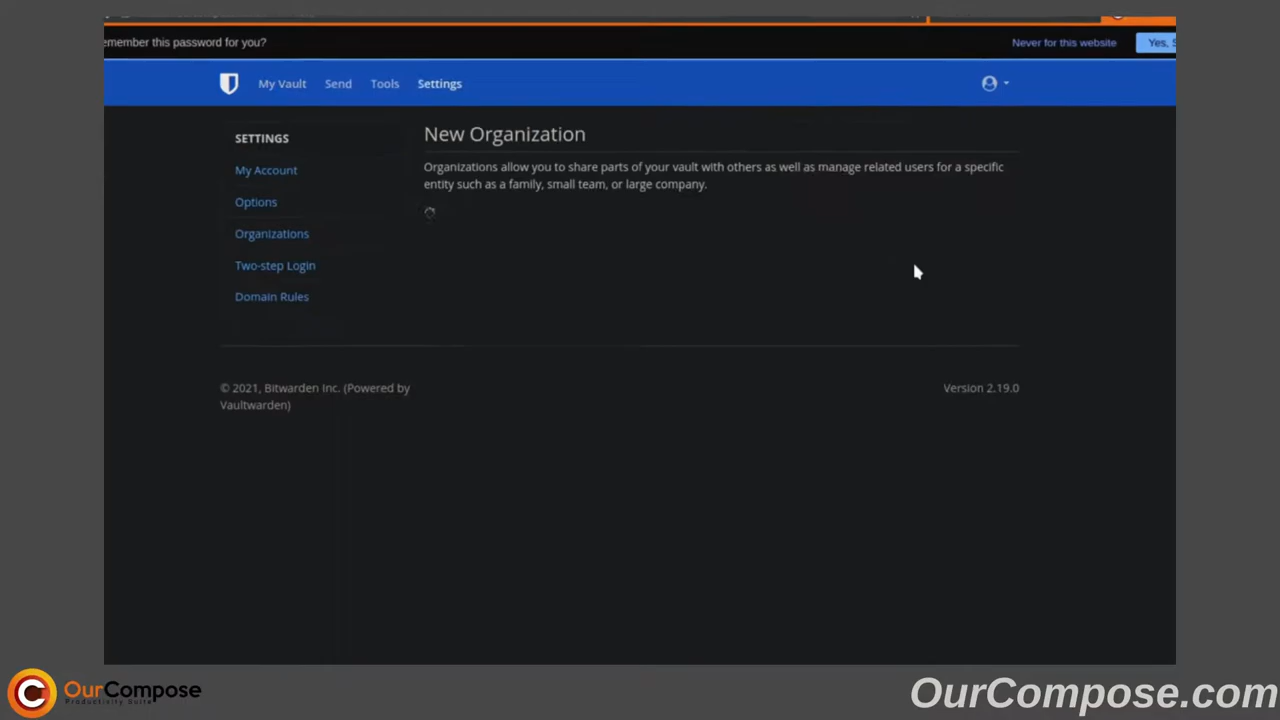 emember this password for you?
Never for this website
Yes, S
My Vault
Send
Tools
Settings
SETTINGS
My Account
Options
Organizations
Two-step Login
Domain Rules
New Organization
Organizations allow you to share parts of your vault with others as well as manage related users for a specific
entity such as a family, small team, or large company.
© 2021, Bitwarden Inc. (Powered by
Vaultwarden)
Version 2.19.0
OurCompose
Productivity Suite
OurCompose.com